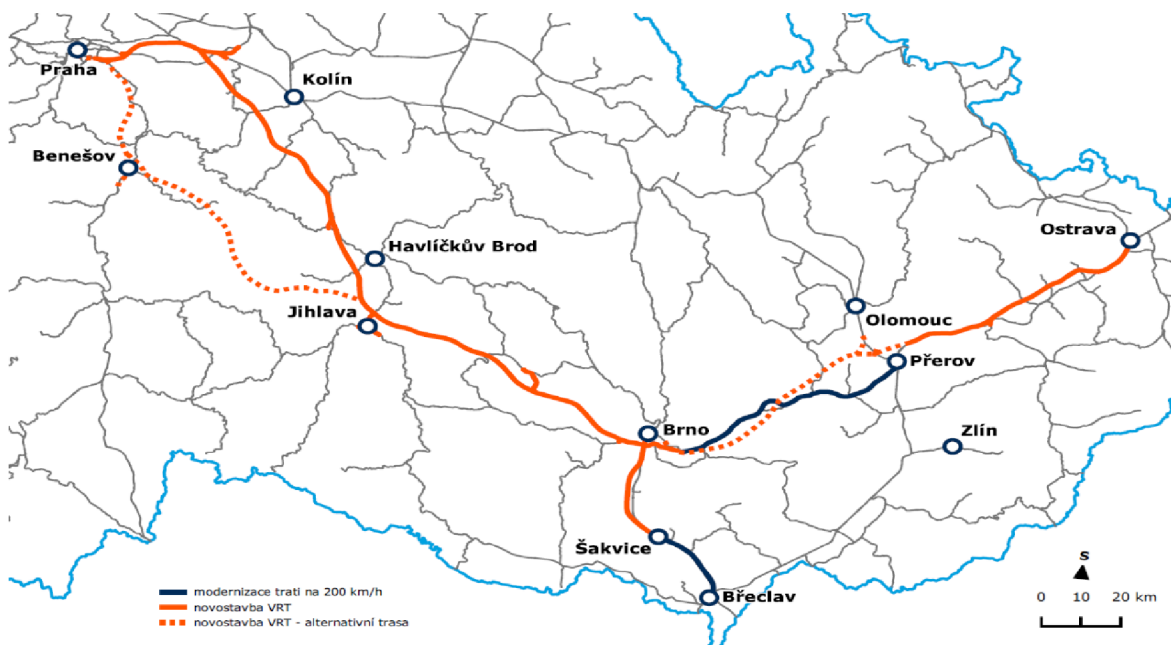 Praha
Kolín
Benešov
Havlíčkův Brod
Ostrava
Jihlava
Olomouc
Přerov
Brno
Zlín
Šakvice
Břeclav
S
0 10 20 km
modernizace trati na 200 km/h
novostavba VRT
novostavba VRT - alternativní trasa